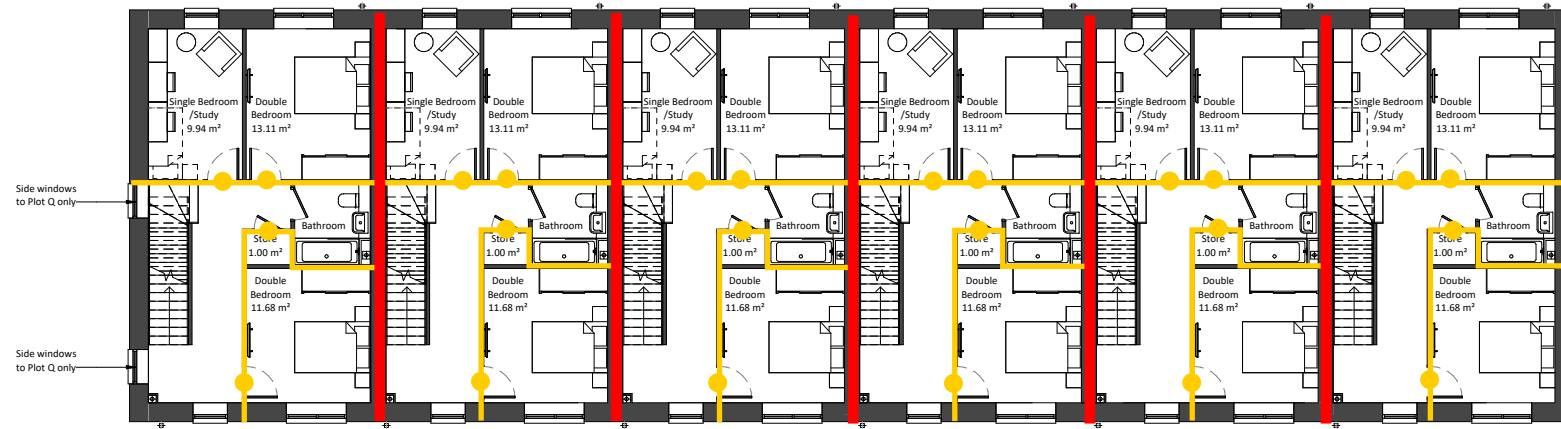 Single Bedroom
/Study
9.94 m²
Double
Bedroom
13.11 m²
Single Bedroom
/Study
9.94 m²
Double
Bedroom
13.11 m²
Single Bedroom
/Study
9.94 m²
Double
Bedroom
13.11 m²
Single Bedroom
/Study
9.94 m²
Double
Bedroom
13.11 m²
Single Bedroom
/Study
9.94 m²
Double
Bedroom
13.11 m²
Single Bedroom
/Study
9.94 m²
Double
Bedroom
13.11 m²
Side windows
to Plot Q only
Bathroom
Store
1.00 m²
Bathroom
Store
1.00 m²
Bathroom
Store
1.00 m²
Bathroom
Store
1.00 m²
Bathroom
Store
1.00 m²
Bathroom
Store
1.00 m²
Double
Bedroom
11.68 m²
Double
Bedroom
11.68 m²
Double
Bedroom
11.68 m²
Double
Bedroom
11.68 m²
Double
Bedroom
11.68 m²
Double
Bedroom
11.68 m²
Side windows
to Plot Q only